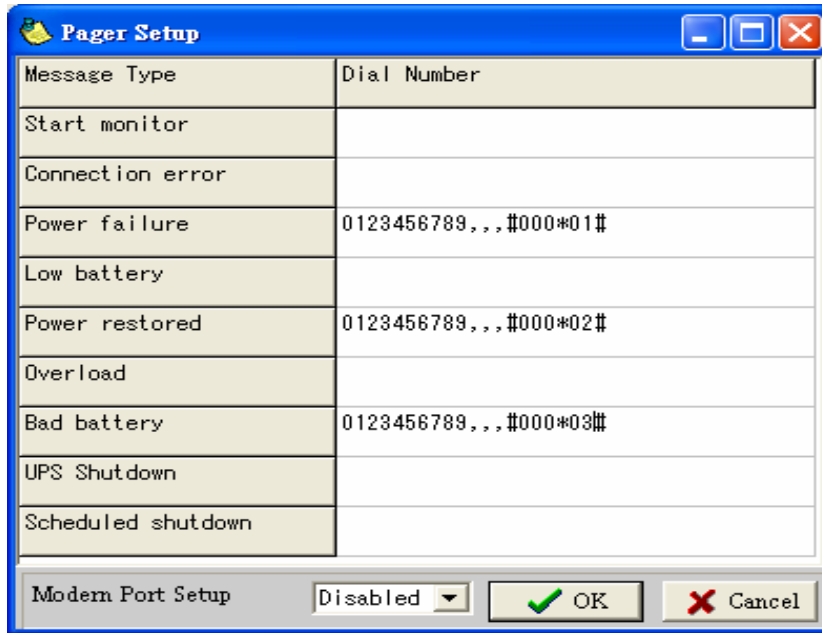 Pager Setup
Message Type Dial Number
Start monitor
Connection error
Power failure 0123456789,,,#000*01#
Low battery
Power restored 0123456789,,,#000*02#
Overload
Bad battery 0123456789,,,#000*03#
UPS Shutdown
Scheduled shutdown
Modem Port Setup Disabled OK Cancel